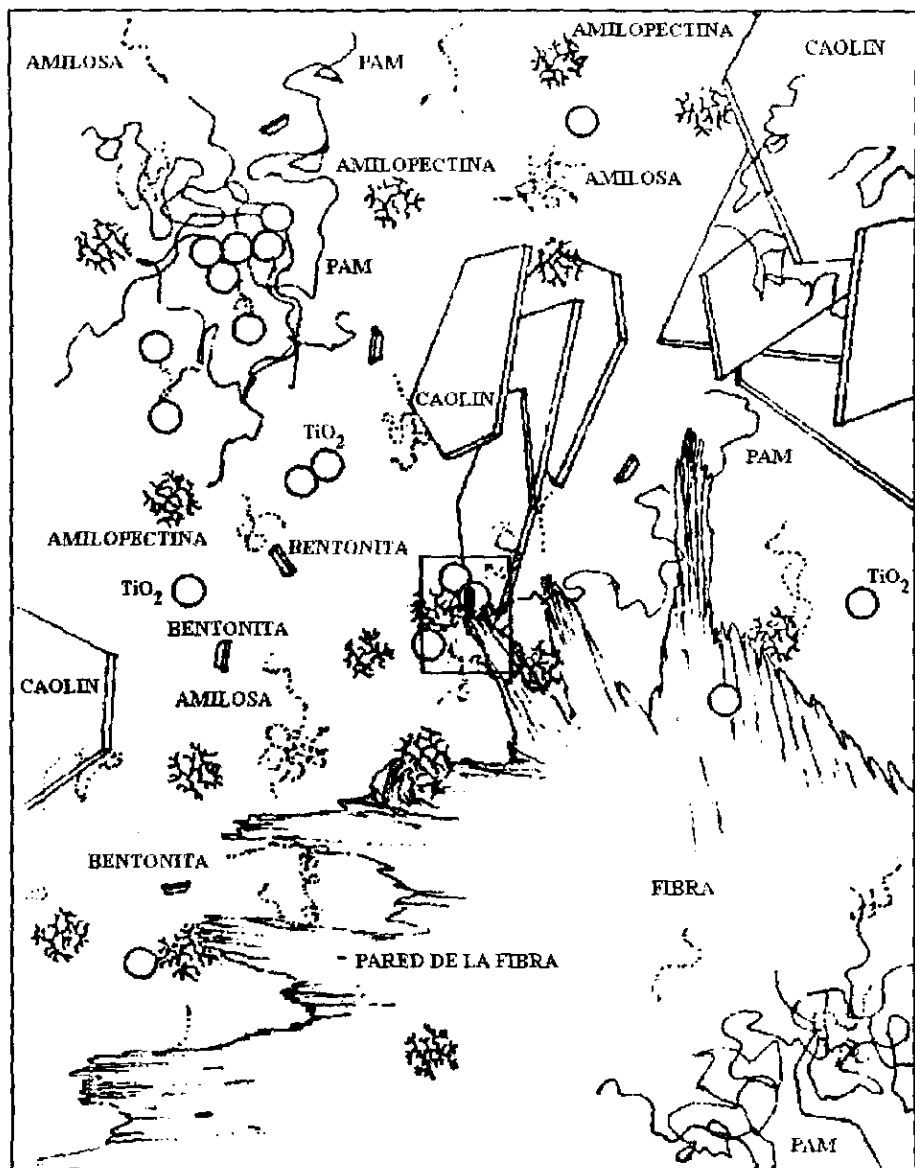 AMILOPECTINA
AMILOSA
PAM
CAOLIN
AMILOPECTINA
AMILOSA
PAM
CAOLIN
TiO2
PAM
AMILOPECTINA
BENTONITA
TiO2
TiO2
BENTONITA
CAOLIN
AMILOSA
BENTONITA
FIBRA
PARED DE LA FIBRA
PAM